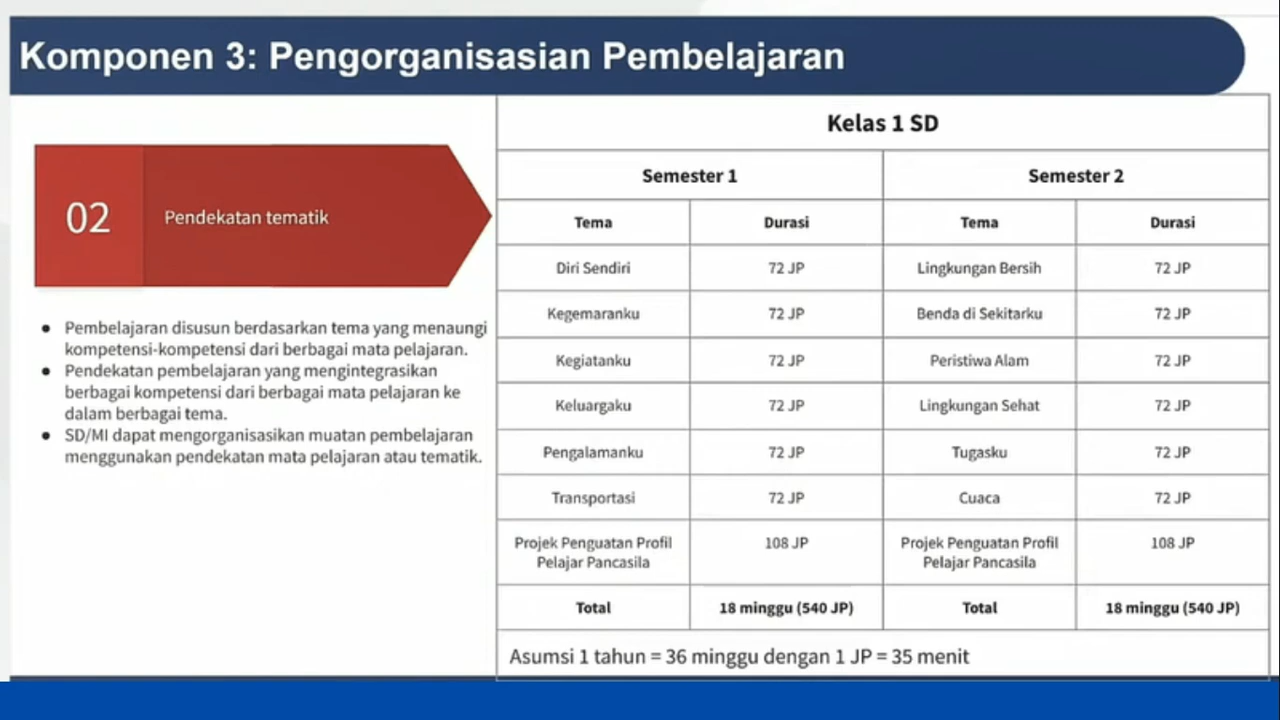 Komponen 3: Pengorganisasian Pembelajaran
02
Pendekatan tematik
● Pembelajaran disusun berdasarkan tema yang menaungi
kompetensi-kompetensi dari berbagai mata pelajaran.
● Pendekatan pembelajaran yang mengintegrasikan
berbagai kompetensi dari berbagai mata pelajaran ke
dalam berbagai tema.
● SD/MI dapat mengorganisasikan muatan pembelajaran
menggunakan pendekatan mata pelajaran atau tematik.
Kelas 1 SD
Semester 1 Semester 2
Tema Durasi Tema Durasi
Diri Sendiri 72 JP Lingkungan Bersih 72 JP
Kegemaranku 72 JP Benda di Sekitarku 72 JP
Kegiatanku 72 JP Peristiwa Alam 72 JP
Keluargaku 72 JP Lingkungan Sehat 72 JP
Pengalamanku 72 JP Tugasku 72 JP
Transportasi 72 JP Cuaca 72 JP
Projek Penguatan Profil 108 JP Projek Penguatan Profil 108 JP
Pelajar Pancasila Pelajar Pancasila
Total 18 minggu (540 JP) Total 18 minggu (540 JP)
Asumsi 1 tahun = 36 minggu dengan 1 JP = 35 menit